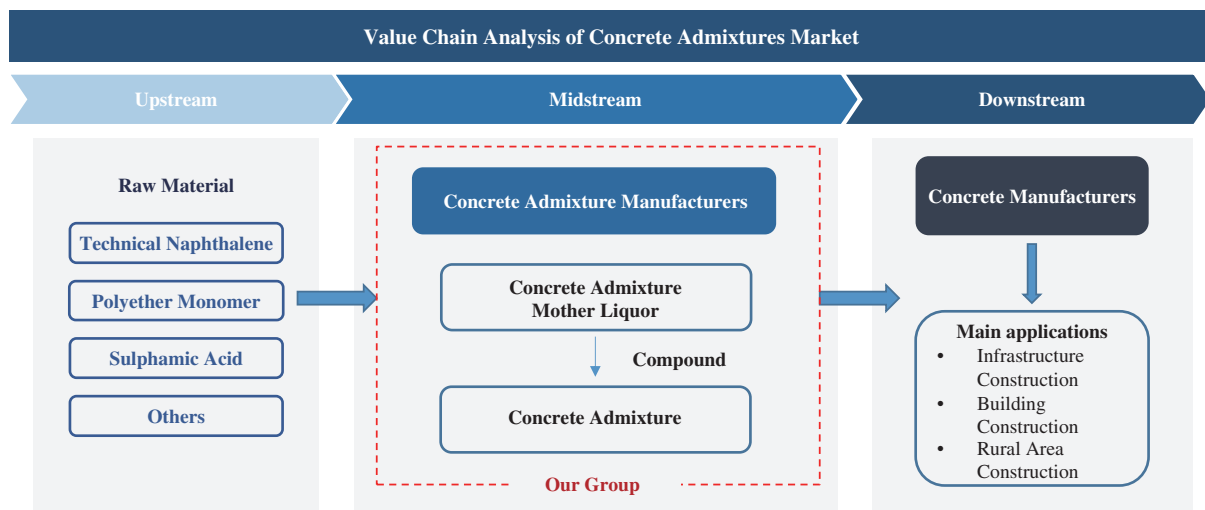 Value Chain Analysis of Concrete Admixtures Market
Upstream
Midstream
Downstream
Raw Material
Technical Naphthalene
Polyether Monomer
Sulphamic Acid
Others
Concrete Admixture Manufacturers
Concrete Admixture
Mother Liquor
Compound
Concrete Admixture
Our Group
Concrete Manufacturers
Main applications
• Infrastructure
Construction
• Building
Construction
• Rural Area
Construction